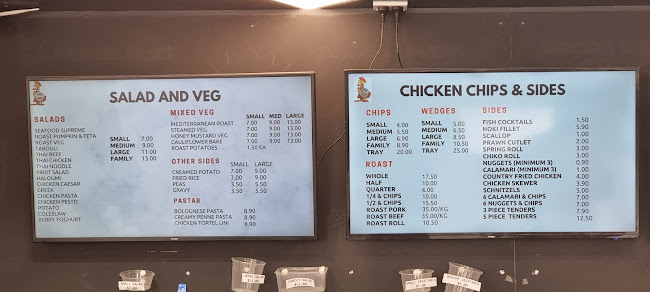 SALAD AND VEG
SALADS
SEAFOOD SUPREME
ROAST PUMPKIN & FETA
ROAST VEG
TABOULI
THAI BEEF
THAI CHICKEN
THAI NOODLE
FRUIT SALAD
HALOUMI
CHICKEN CAESAR
GREEK
CHICKEN PASTA
CHICKEN PESTO
POTATO
COLESLAW
BERRY YOGHURT
SMALL 7.00
MEDIUM 9.00
LARGE 11.00
FAMILY 13.00
MIXED VEG
SMALL MED LARGE
MEDITERRANEAN ROAST 7.00 9.00 13.00
STEAMED VEG 7.00 9.00 13.00
HONEY MUSTARD VEG 7.00 9.00 13.00
CAULIFLOWER BAKE 7.00 9.00 13.00
ROAST POTATOES 1.50 EA
OTHER SIDES SMALL LARGE
CREAMED POTATO 7.00 9.00
FRIED RICE 7.00 9.00
PEAS 3.50 5.50
GRAVY 3.50 5.50
PASTAS
BOLOGNESE PASTA 8.90
CREAMY PENNE PASTA 8.90
CHICKEN TORTEL LINI 8.90
CHICKEN CHIPS & SIDES
CHIPS
SMALL 4.00
MEDIUM 5.50
LARGE 6.90
FAMILY 8.90
TRAY 20.00
WEDGES
SMALL 5.00
MEDIUM 6.50
LARGE 8.50
FAMILY 10.50
TRAY 25.00
ROAST
WHOLE 17.50
HALF 10.00
QUARTER 6.00
1/4 & CHIPS 10.00
1/2 & CHIPS 15.50
ROAST PORK 35.00/KG
ROAST BEEF 35.00/KG
ROAST ROLL 10.50
SIDES
FISH COCKTAILS 1.50
HOKI FILLET 5.90
SCALLOP 1.00
PRAWN CUTLET 2.00
SPRING ROLL 2.00
CHIKO ROLL 3.00
NUGGETS (MINIMUM 3) 0.90
CALAMARI (MINIMUM 3) 1.00
COUNTRY FRIED CHICKEN 4.00
CHICKEN SKEWER 3.90
SCHNITZELS 5.00
6 CALAMARI & CHIPS 7.00
6 NUGGETS & CHIPS 7.00
3 PIECE TENDERS 7.90
5 PIECE TENDERS 12.50